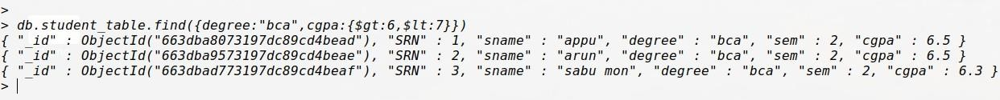 >
> db.student_table.find({degree:"bca",cgpa:{$gt:6,$lt:7}})
{ "_id" : ObjectId("663dba8073197dc89cd4bead"), "SRN" : 1, "sname" : "appu", "degree" : "bca", "sem" : 2, "cgpa" : 6.5 }
{ "_id" : ObjectId("663dba9573197dc89cd4beae"), "SRN" : 2, "sname" : "arun", "degree" : "bca", "sem" : 2, "cgpa" : 6.5 }
{ "_id" : ObjectId("663dbad773197dc89cd4beaf"), "SRN" : 3, "sname" : "sabu mon", "degree" : "bca", "sem" : 2, "cgpa" : 6.3 }
>